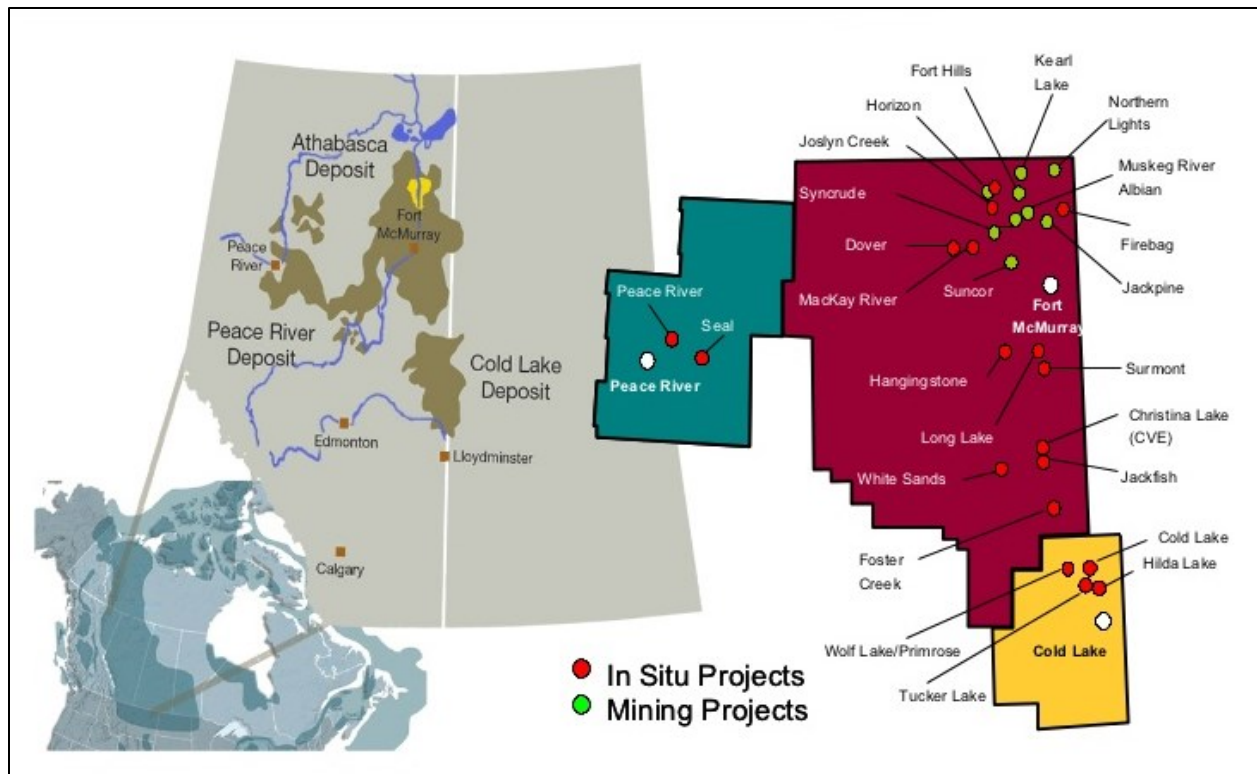 Athabasca
Deposit
Fort
McMurray
Peace
River
Peace River
Deposit
Cold Lake
Deposit
Edmonton
Lloydminster
Calgary
Kearl
Lake
Fort Hills
Horizon
Northern
Lights
Joslyn Creek
Muskeg River
Albian
Syncrude
Dover
Firebag
MacKay River
Suncor
Jackpine
Fort
McMurray
Peace River
Seal
Peace River
Hangingstone
Surmont
Long Lake
Christina Lake
(CVE)
White Sands
Jackfish
Foster
Creek
Cold Lake
Hilda Lake
Wolf Lake/Primrose
Cold Lake
Tucker Lake
In Situ Projects
Mining Projects